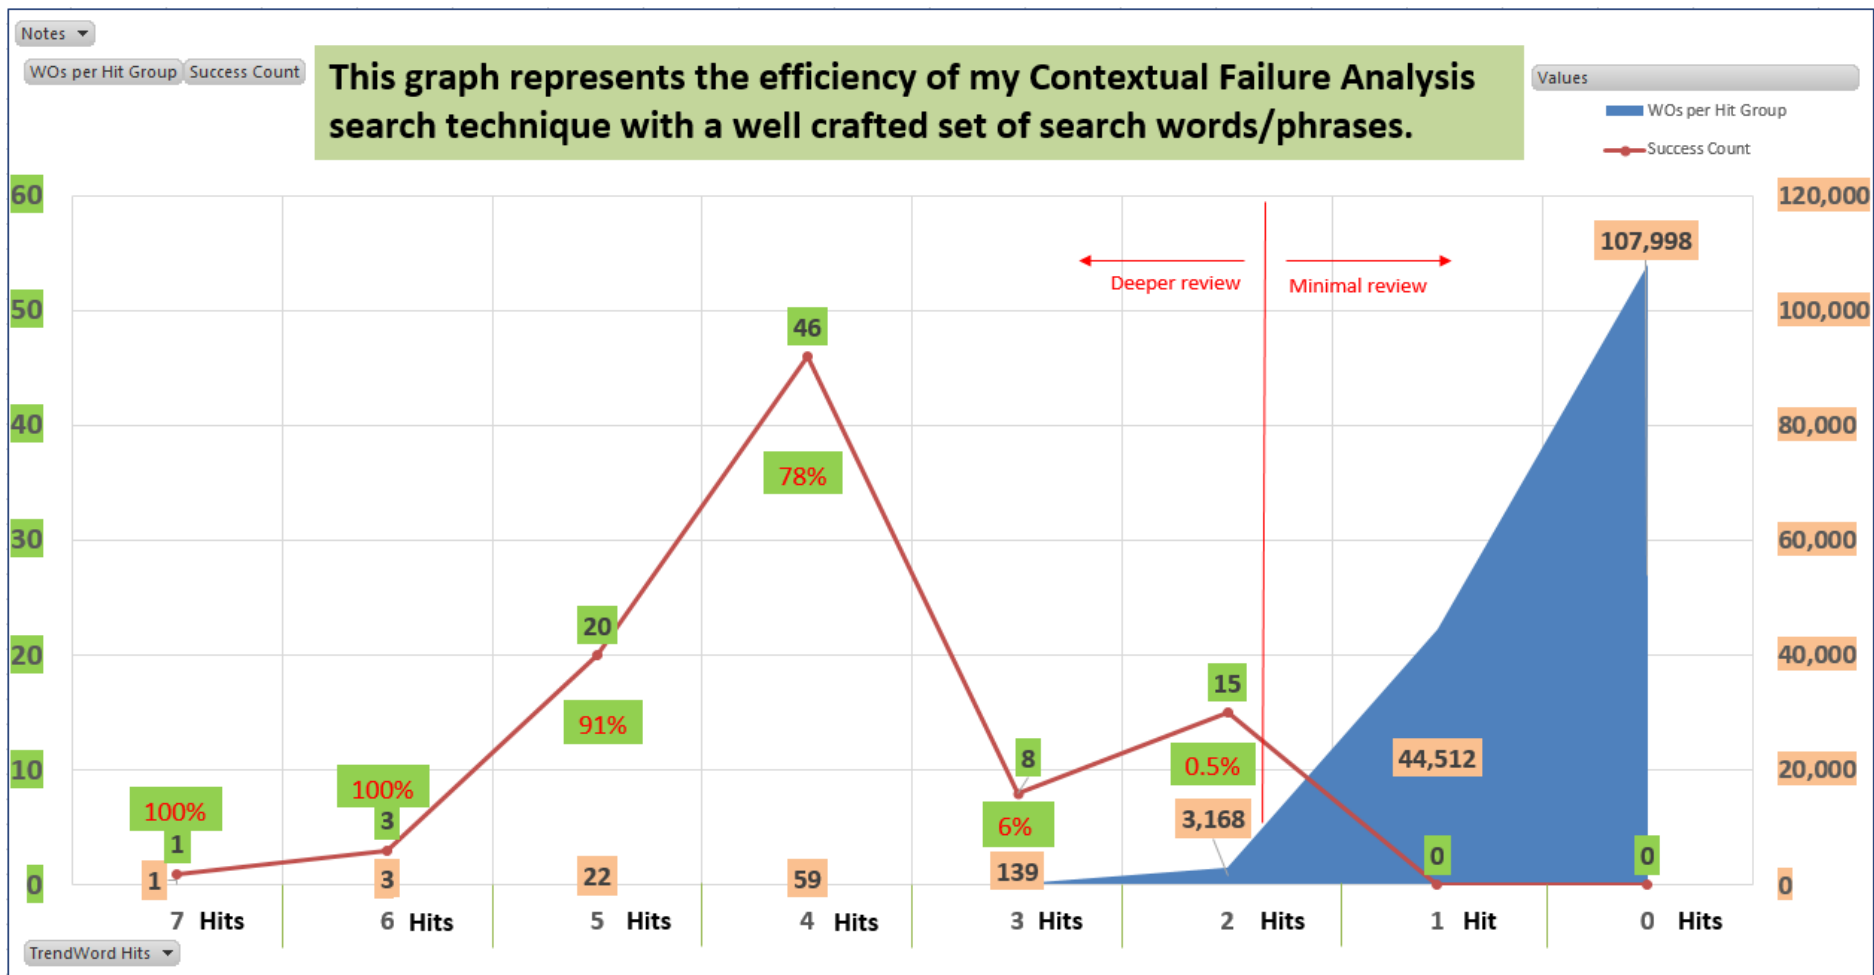 Notes
WOs per Hit Group Success Count
This graph represents the efficiency of my Contextual Failure Analysis
search technique with a well crafted set of search words/phrases.
Values
WOs per Hit Group
Success Count
60
120,000
107,998
Deeper review
Minimal review
50
100,000
46
40
80,000
78%
30
60,000
20
20
40,000
15
91%
8
0.5%
44,512
10
20,000
100%
100%
3
6%
3,168
1
0
0
0
1
3
22
59
139
0
7 Hits
6 Hits
5 Hits
4 Hits
3 Hits
2 Hits
1 Hit
0 Hits
TrendWord Hits